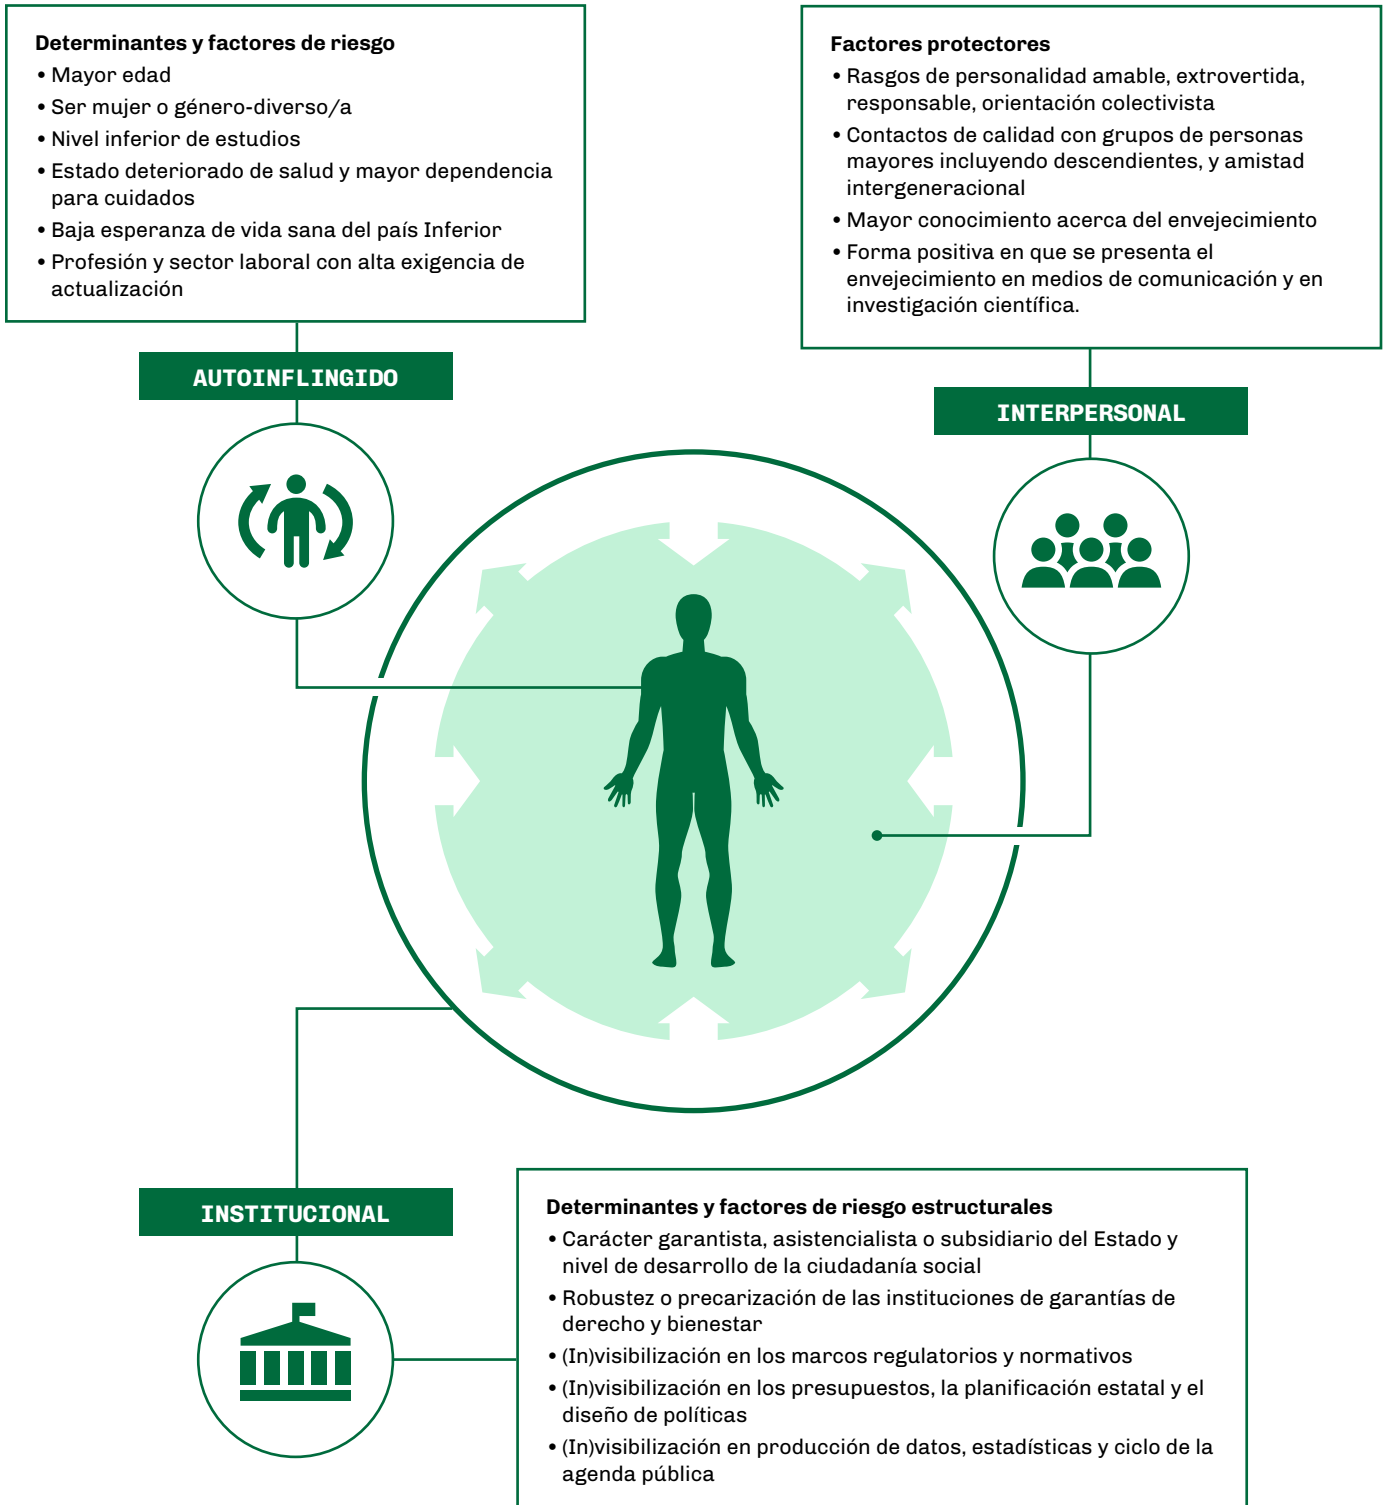 Determinantes y factores de riesgo
• Mayor edad
• Ser mujer o género-diverso/a
• Nivel inferior de estudios
• Estado deteriorado de salud y mayor dependencia
para cuidados
• Baja esperanza de vida sana del país Inferior
• Profesión y sector laboral con alta exigencia de
actualización
AUTOINFLINGIDO
Factores protectores
• Rasgos de personalidad amable, extrovertida,
responsable, orientación colectivista
• Contactos de calidad con grupos de personas
mayores incluyendo descendientes, y amistad
intergeneracional
• Mayor conocimiento acerca del envejecimiento
• Forma positiva en que se presenta el
envejecimiento en medios de comunicación y en
investigación científica.
INTERPERSONAL
INSTITUCIONAL
Determinantes y factores de riesgo estructurales
• Carácter garantista, asistencialista o subsidiario del Estado y
nivel de desarrollo de la ciudadanía social
• Robustez o precarización de las instituciones de garantías de
derecho y bienestar
• (In)visibilización en los marcos regulatorios y normativos
• (In)visibilización en los presupuestos, la planificación estatal y el
diseño de políticas
• (In)visibilización en producción de datos, estadísticas y ciclo de la
agenda pública